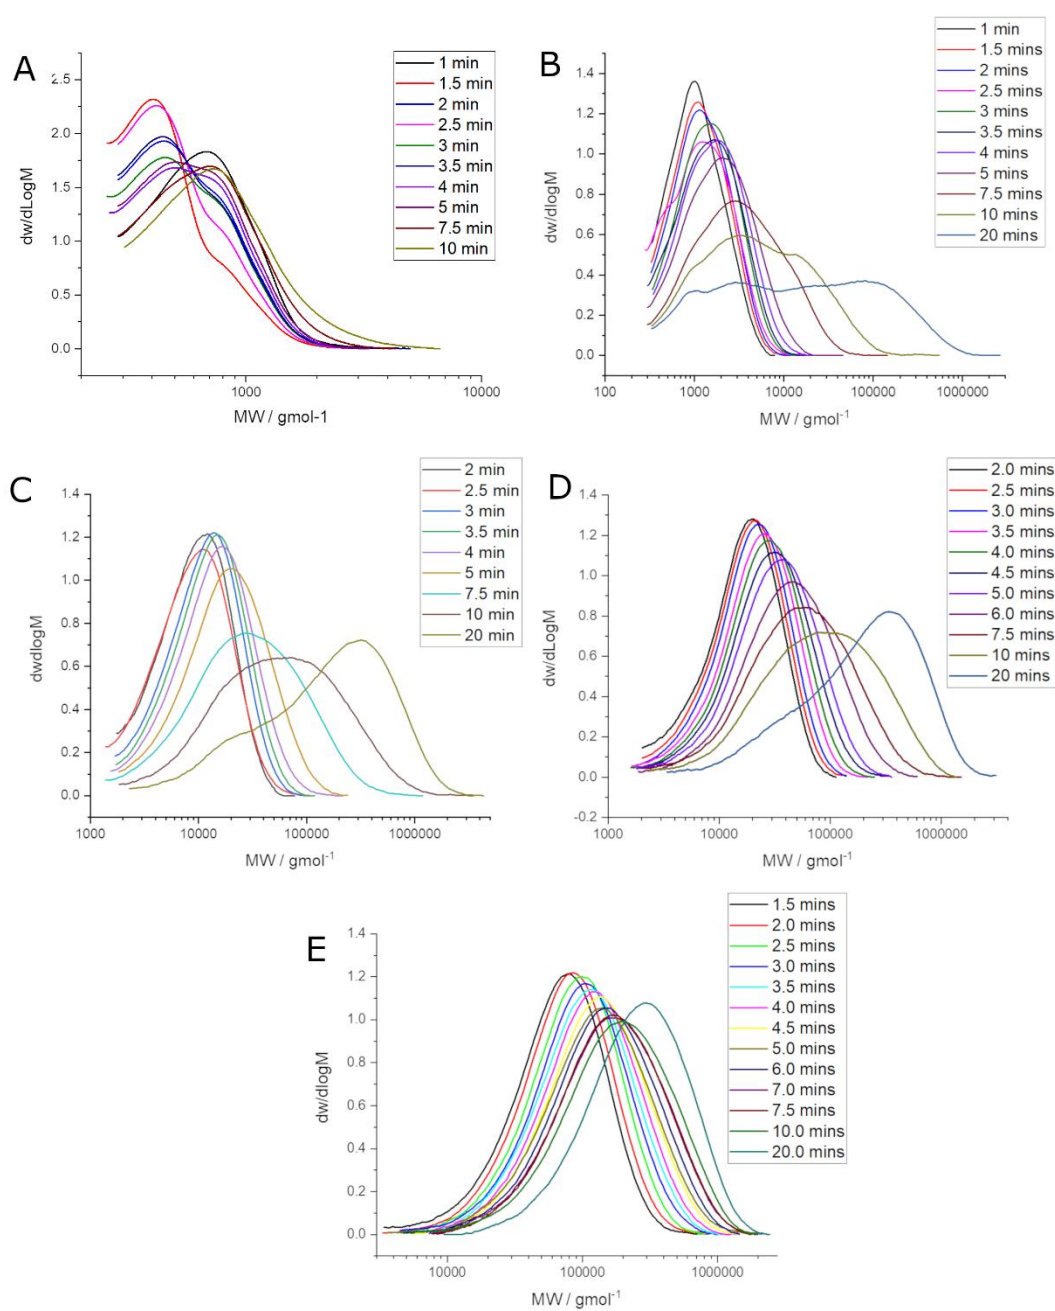 A
dw/dLogM
2.5
2.0
1.5
1.0
0.5
0.0
1000
10000
MW / gmol-1
1 min
1.5 min
2 min
2.5 min
3 min
3.5 min
4 min
5 min
7.5 min
10 min
B
dw/dlogM
1.4
1.2
1.0
0.8
0.6
0.4
0.2
0.0
100
1000
10000
100000
1000000
MW / gmol⁻¹
1 min
1.5 mins
2 mins
2.5 mins
3 mins
3.5 mins
4 mins
5 mins
7.5 mins
10 mins
20 mins
C
dwdlogM
1.4
1.2
1.0
0.8
0.6
0.4
0.2
0.0
1000
10000
100000
1000000
MW / gmol⁻¹
2 min
2.5 min
3 min
3.5 min
4 min
5 min
7.5 min
10 min
20 min
D
dw/dLogM
1.4
1.2
1.0
0.8
0.6
0.4
0.2
0.0
-0.2
1000
10000
100000
1000000
MW / gmol⁻¹
2.0 mins
2.5 mins
3.0 mins
3.5 mins
4.0 mins
4.5 mins
5.0 mins
6.0 mins
7.5 mins
10 mins
20 mins
E
dw/dlogM
1.4
1.2
1.0
0.8
0.6
0.4
0.2
0.0
10000
100000
1000000
MW / gmol⁻¹
1.5 mins
2.0 mins
2.5 mins
3.0 mins
3.5 mins
4.0 mins
4.5 mins
5.0 mins
6.0 mins
7.0 mins
7.5 mins
10.0 mins
20.0 mins